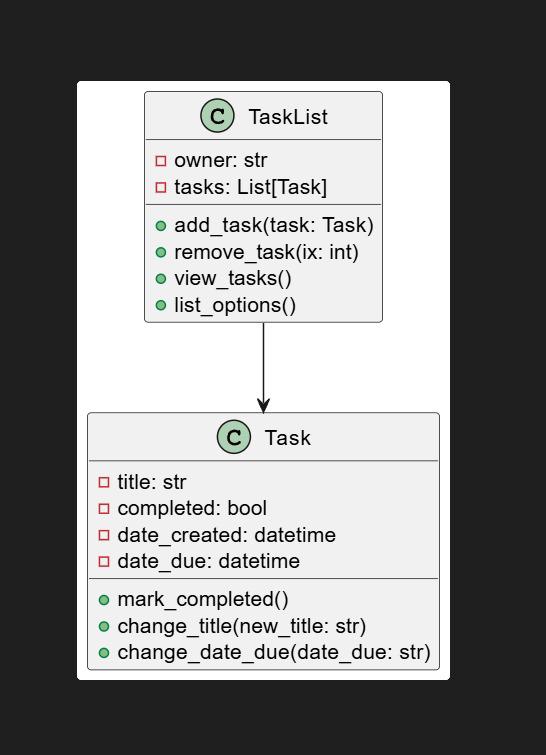 C TaskList
owner: str
tasks: List[Task]
add_task(task: Task)
remove_task(ix: int)
view_tasks()
list_options()
C Task
title: str
completed: bool
date_created: datetime
date_due: datetime
mark_completed()
change_title(new_title: str)
change_date_due(date_due: str)